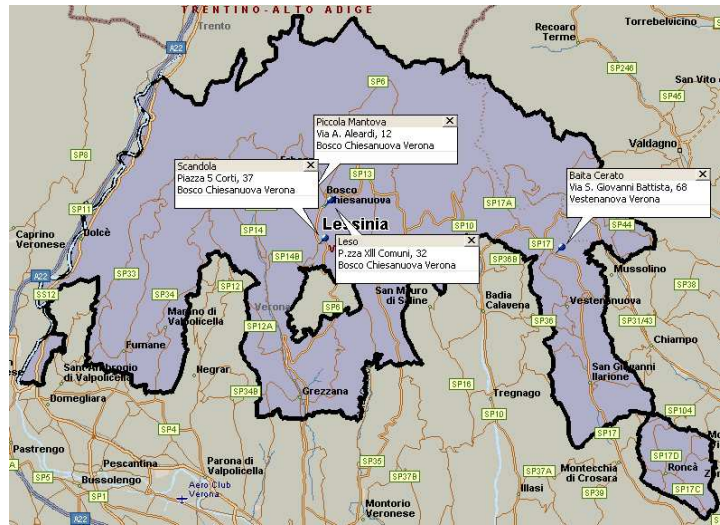 TRENTINO-ALTO ADIGE
Trento
A22
Recoaro
Terme
Torrebelvicino
SP246
San Vito
SP6
SP45
SP8
Piccola Mantova
Via A. Aleardi, 12
Bosco Chiesanuova Verona
Valdagno
Scandola
Piazza 5 Corti, 37
Bosco Chiesanuova Verona
SP13
Baita Cerato
Via S. Giovanni Battista, 68
Vestenanova Verona
Bosco
Chiesanuova
SP17A
SP11
Caprino
Veronese
Dolcè
SP14
Lessinia
SP10
SP44
SP17
Leso
P.zza XIII Comuni, 32
Bosco Chiesanuova Verona
SP14B
SP36B
A22
SP33
SS12
SP34
SP12
Mussolino
SP38
San Mauro
di Saline
Badia
Calavena
Verona
SP6
Vestenanuova
Marano di
Valpolicella
SP12A
SP36
SP31/43
Fumane
Chiampo
Sant'Ambrogio
di Valpolicella
Negrar
San Giovanni
Ilarione
SP34B
Grezzana
SP16
Tregnago
Domegliara
SP10
SP104
SP4
SP17
Pastrengo
Pescantina
Parona di
Valpolicella
SP35
SP17D
SP5
Bussolengo
SP37B
SP37A
Montecchia
di Crosara
Roncà
SP1
Aero Club
Verona
Illasi
SP39
SP17C
Montorio
Veronese
A22